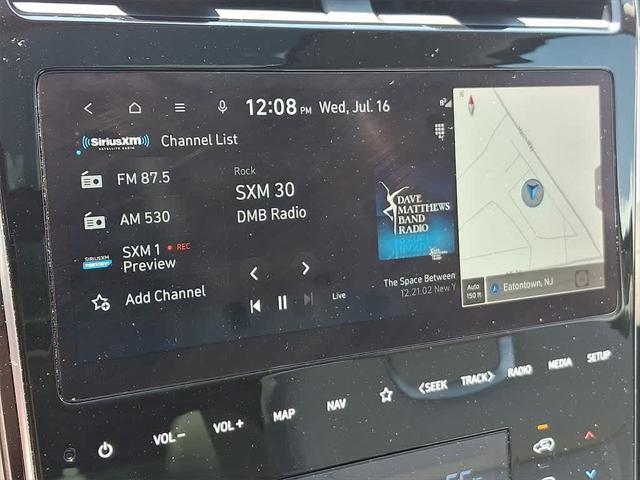 12:08 PM Wed, Jul. 16
SiriusXM
SATELLITE RADIO
Channel List
FM 87.5
AM 530
SIRIUSXM
PREVIEW
SXM 1 • REC
Preview
Add Channel
Rock
SXM 30
DMB Radio
Live
DAVE
MATTHEWS
BAND
RADIO
The Space Between
12.21.02 New Y
Auto
150 ft
Eatontown, NJ
VOL−
VOL+
MAP
NAV
<SEEK
TRACK>
RADIO
MEDIA
SETUP